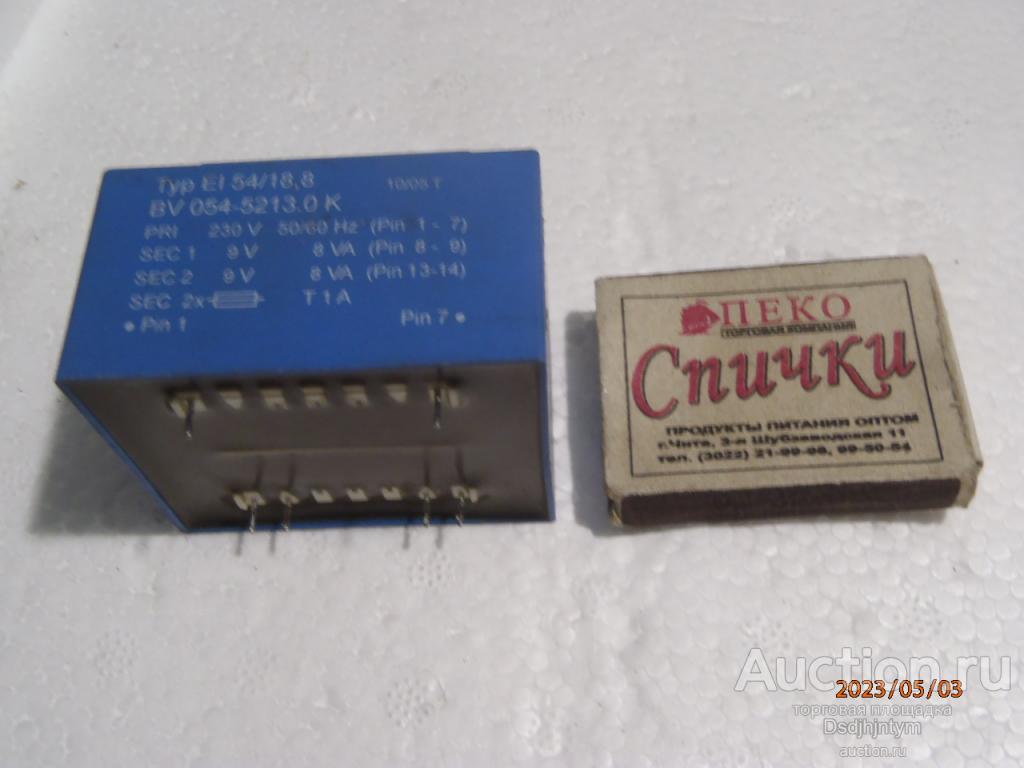 Typ EI 54/18,8 10/05 T
BV 054-5213.0 K
PRI 230 V 50/60 Hz (Pin 1 - 7)
SEC 1 9 V 8 VA (Pin 8 - 9)
SEC 2 9 V 8 VA (Pin 13-14)
SEC 2x T 1 A
• Pin 1 Pin 7 •
ПЕКО
ТОРГОВАЯ КОМПАНИЯ
Спички
ПРОДУКТЫ ПИТАНИЯ ОПТОМ
г.Чита, 3-я Шубзаводская 11
тел. (3022) 21-99-98, 99-50-54
Auction.ru
2023/05/03
торговая площадка
Dsdjhjntym
auction.ru